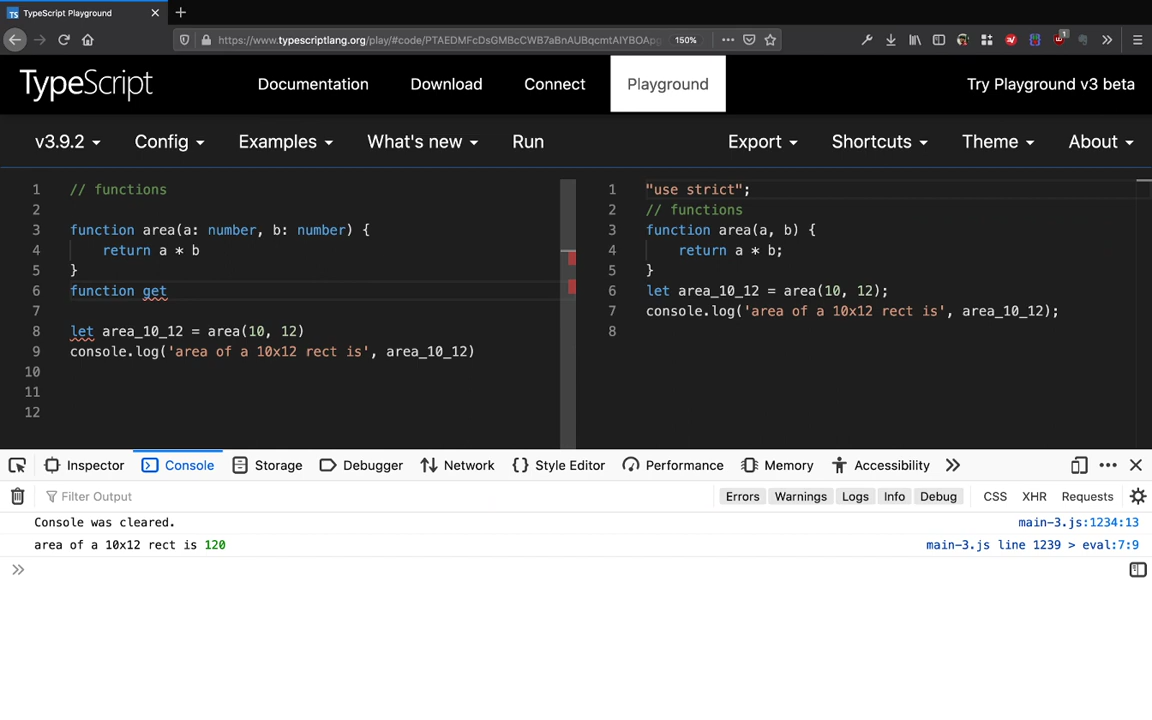 TypeScript Playground
https://www.typescriptlang.org/play/#code/PTAEDMFcDsGMBcCWB7aBnAUBqcmtAIYBOApg
150%
1
TypeScript
Documentation
Download
Connect
Playground
Try Playground v3 beta
v3.9.2
Config
Examples
What's new
Run
Export
Shortcuts
Theme
About
1 // functions
2
3 function area(a: number, b: number) {
4 return a * b
5 }
6 function get
7
8 let area_10_12 = area(10, 12)
9 console.log('area of a 10x12 rect is', area_10_12)
10
11
12
1 "use strict";
2 // functions
3 function area(a, b) {
4 return a * b;
5 }
6 let area_10_12 = area(10, 12);
7 console.log('area of a 10x12 rect is', area_10_12);
8
Inspector
Console
Storage
Debugger
Network
Style Editor
Performance
Memory
Accessibility
Filter Output
Errors
Warnings
Logs
Info
Debug
CSS
XHR
Requests
Console was cleared. main-3.js:1234:13
area of a 10x12 rect is 120 main-3.js line 1239 > eval:7:9